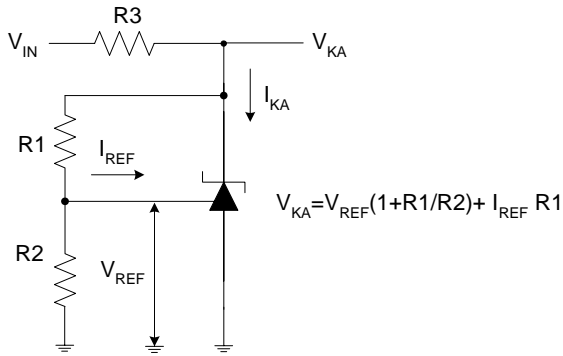 R3
V_IN
V_KA
I_KA
R1
I_REF
V_KA=V_REF(1+R1/R2)+ I_REF R1
R2
V_REF